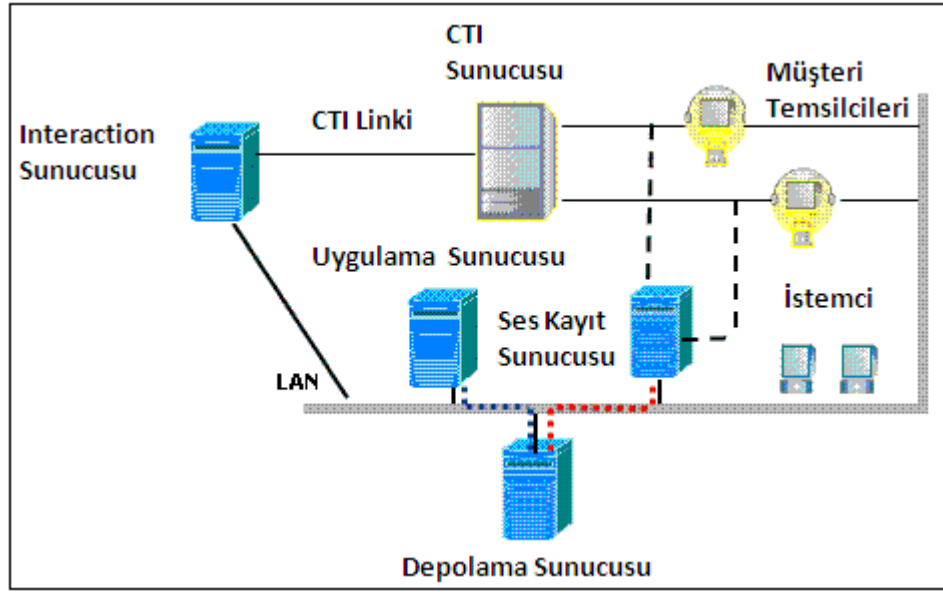 CTI
Sunucusu
Müşteri
Temsilcileri
Interaction
Sunucusu
CTI Linki
Uygulama Sunucusu
Ses Kayıt
Sunucusu
İstemci
LAN
Depolama Sunucusu